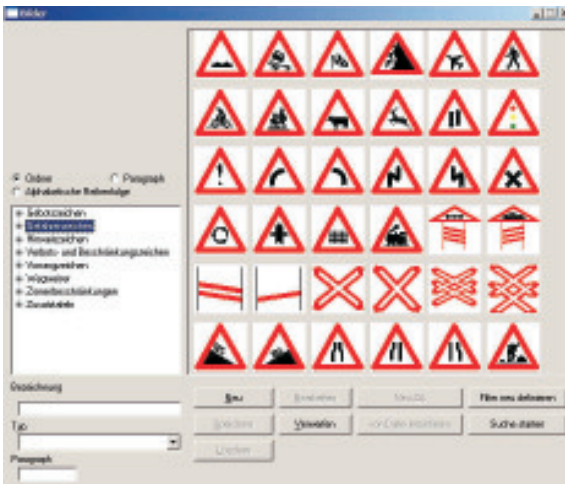 Bilder
Ordner
Paragraph
Alphabetische Reihenfolge
Gebotszeichen
Gefahrenzeichen
Hinweiszeichen
Verbots- und Beschränkungszeichen
Vorrangzeichen
Wegweiser
Zonenbeschränkungen
Zusatztafeln
Bezeichnung
Typ
Paragraph
Neu
Bearbeiten
Filter neu definieren
Speichern
Verwerfen
Suche starten
Löschen